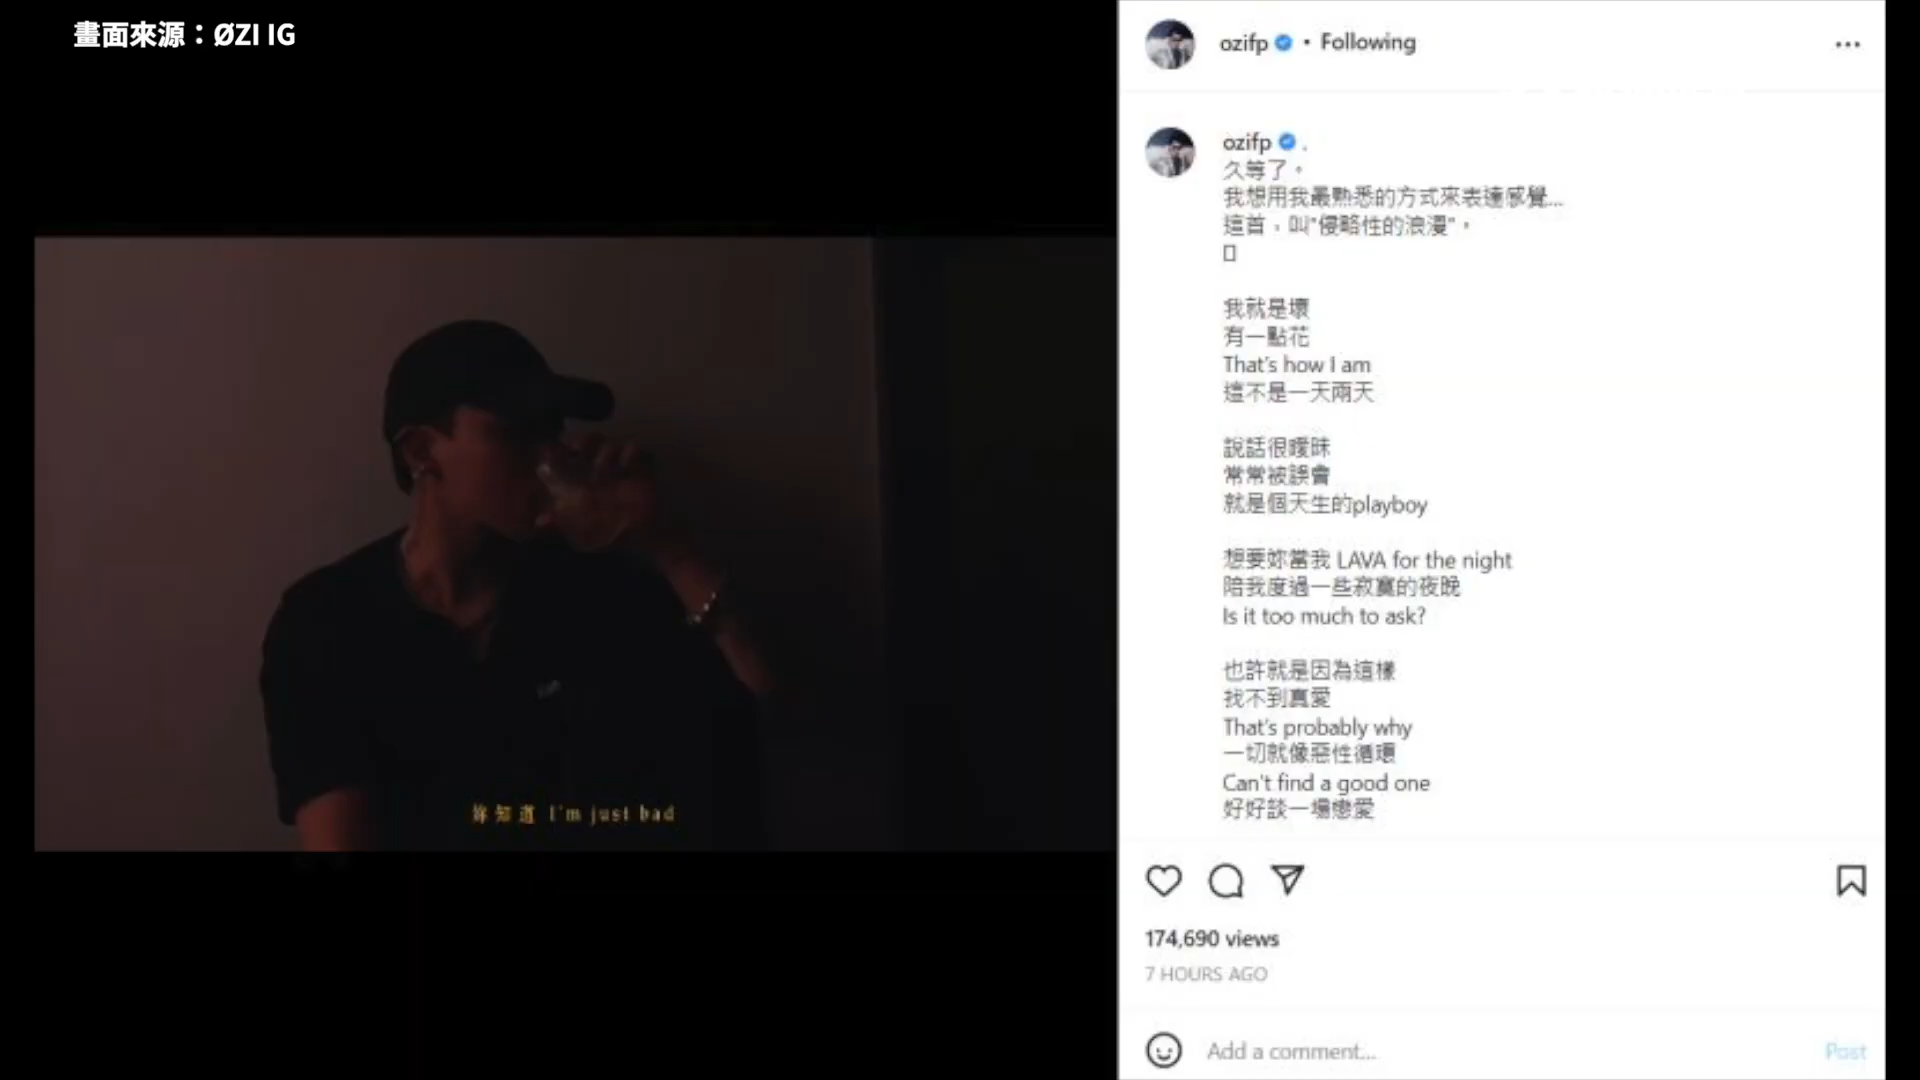 畫面來源：ØZI IG
ozifp • Following
ozifp .
久等了。
我想用我最熟悉的方式來表達感覺...
這首，叫"侵略性的浪漫"。
我就是壞
有一點花
That's how I am
這不是一天兩天
說話很曖昧
常常被誤會
就是個天生的playboy
想要妳當我 LAVA for the night
陪我度過一些寂寞的夜晚
Is it too much to ask?
也許就是因為這樣
找不到真愛
That's probably why
一切就像惡性循環
Can't find a good one
好好談一場戀愛
妳知道 I'm just bad
174,690 views
7 HOURS AGO
Add a comment...
Post